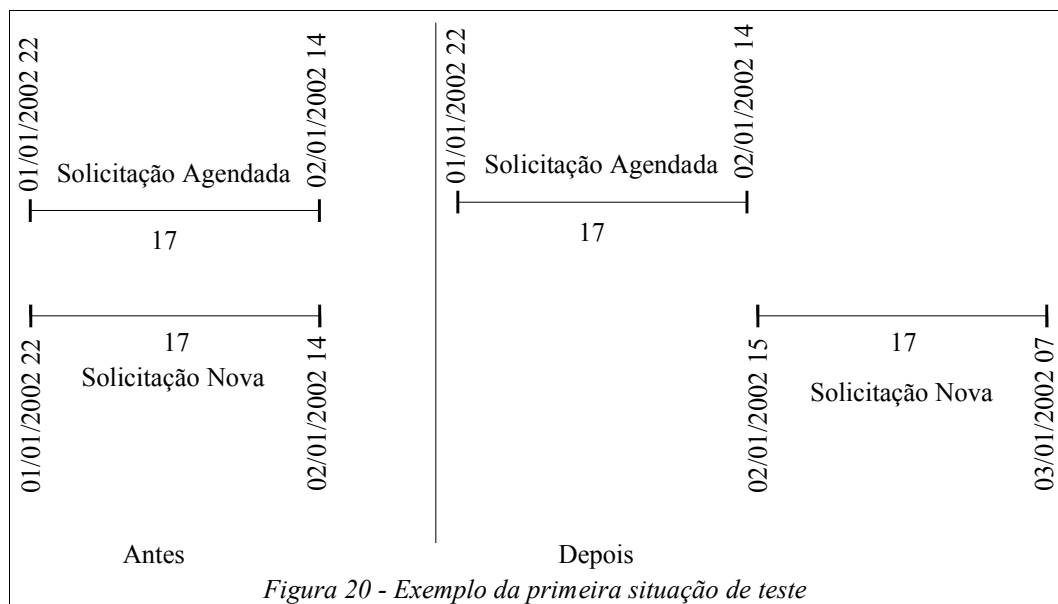 01/01/2002 22
02/01/2002 14
Solicitação Agendada
17
17
Solicitação Nova
01/01/2002 22
02/01/2002 14
Antes
01/01/2002 22
02/01/2002 14
Solicitação Agendada
17
17
Solicitação Nova
02/01/2002 15
03/01/2002 07
Depois
Figura 20 - Exemplo da primeira situação de teste